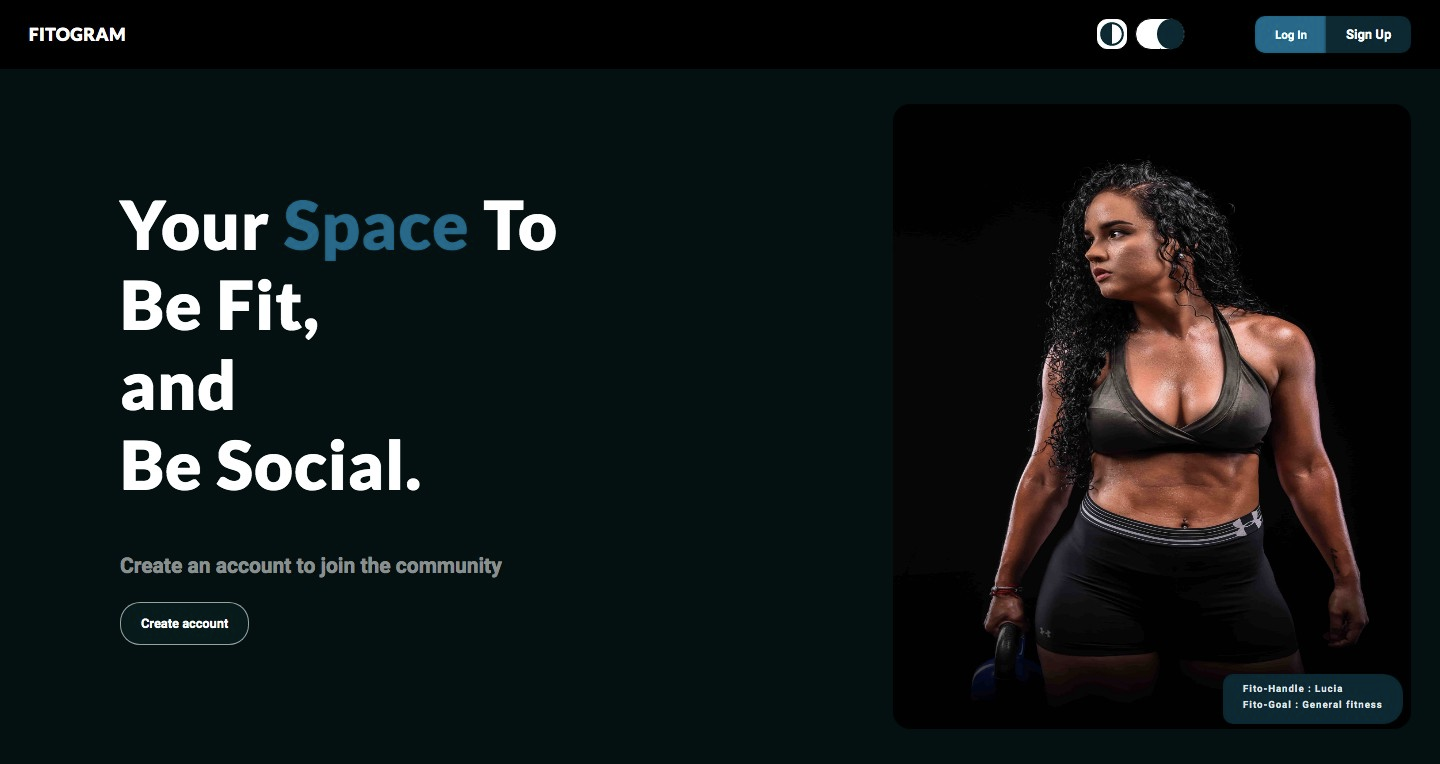 FITOGRAM
Log In
Sign Up
Your Space To
Be Fit,
and
Be Social.
Create an account to join the community
Create account
Fito-Handle : Lucia
Fito-Goal : General fitness